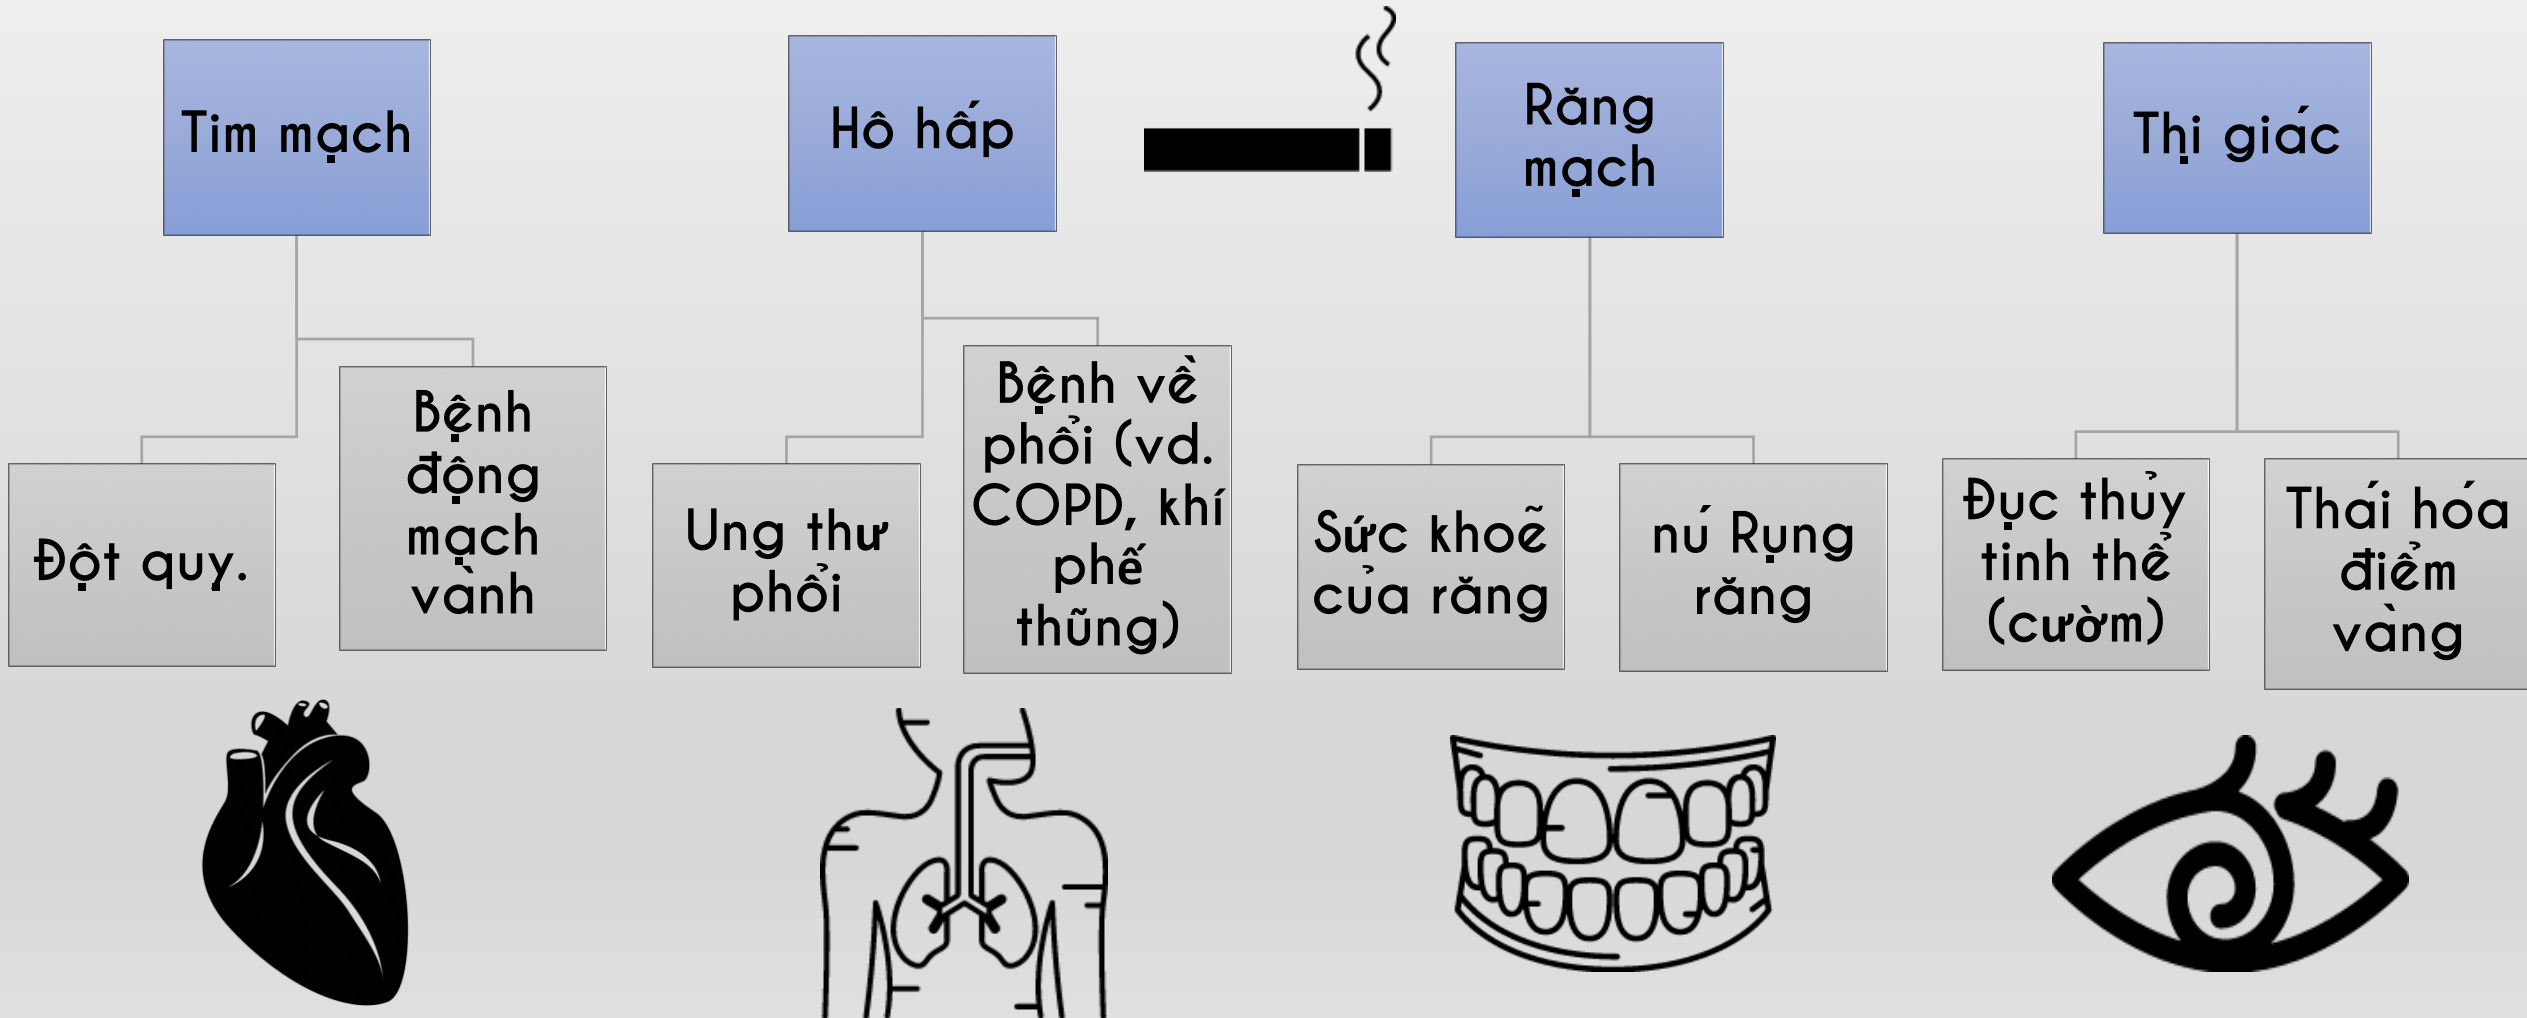 Tim mạch
Đột quỵ.
Bệnh
động
mạch
vành
Hô hấp
Ung thư
phổi
Bệnh về
phổi (vd.
COPD, khí
phế
thũng)
Răng
mạch
Sức khoẽ
của răng
nú Rụng
răng
Thị giác
Đục thủy
tinh thể
(cườm)
Thái hóa
điểm
vàng